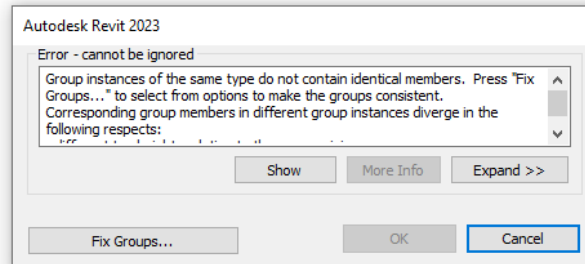 Autodesk Revit 2023
Error - cannot be ignored
Group instances of the same type do not contain identical members. Press "Fix
Groups..." to select from options to make the groups consistent.
Corresponding group members in different group instances diverge in the
following respects:
Show
More Info
Expand >>
Fix Groups...
OK
Cancel